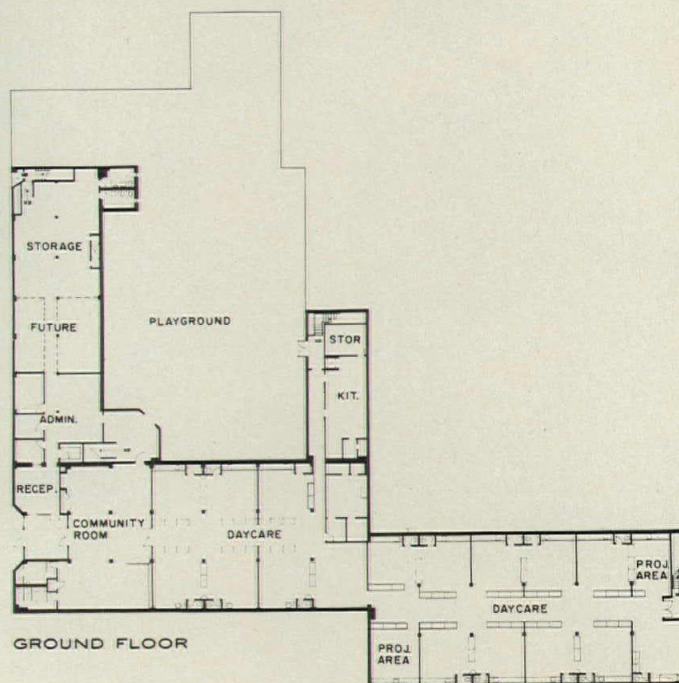 STORAGE
FUTURE
PLAYGROUND
STOR
KIT.
ADMIN.
RECEP.
COMMUNITY
ROOM
DAYCARE
PROJ.
AREA
DAYCARE
PROJ.
AREA
GROUND FLOOR